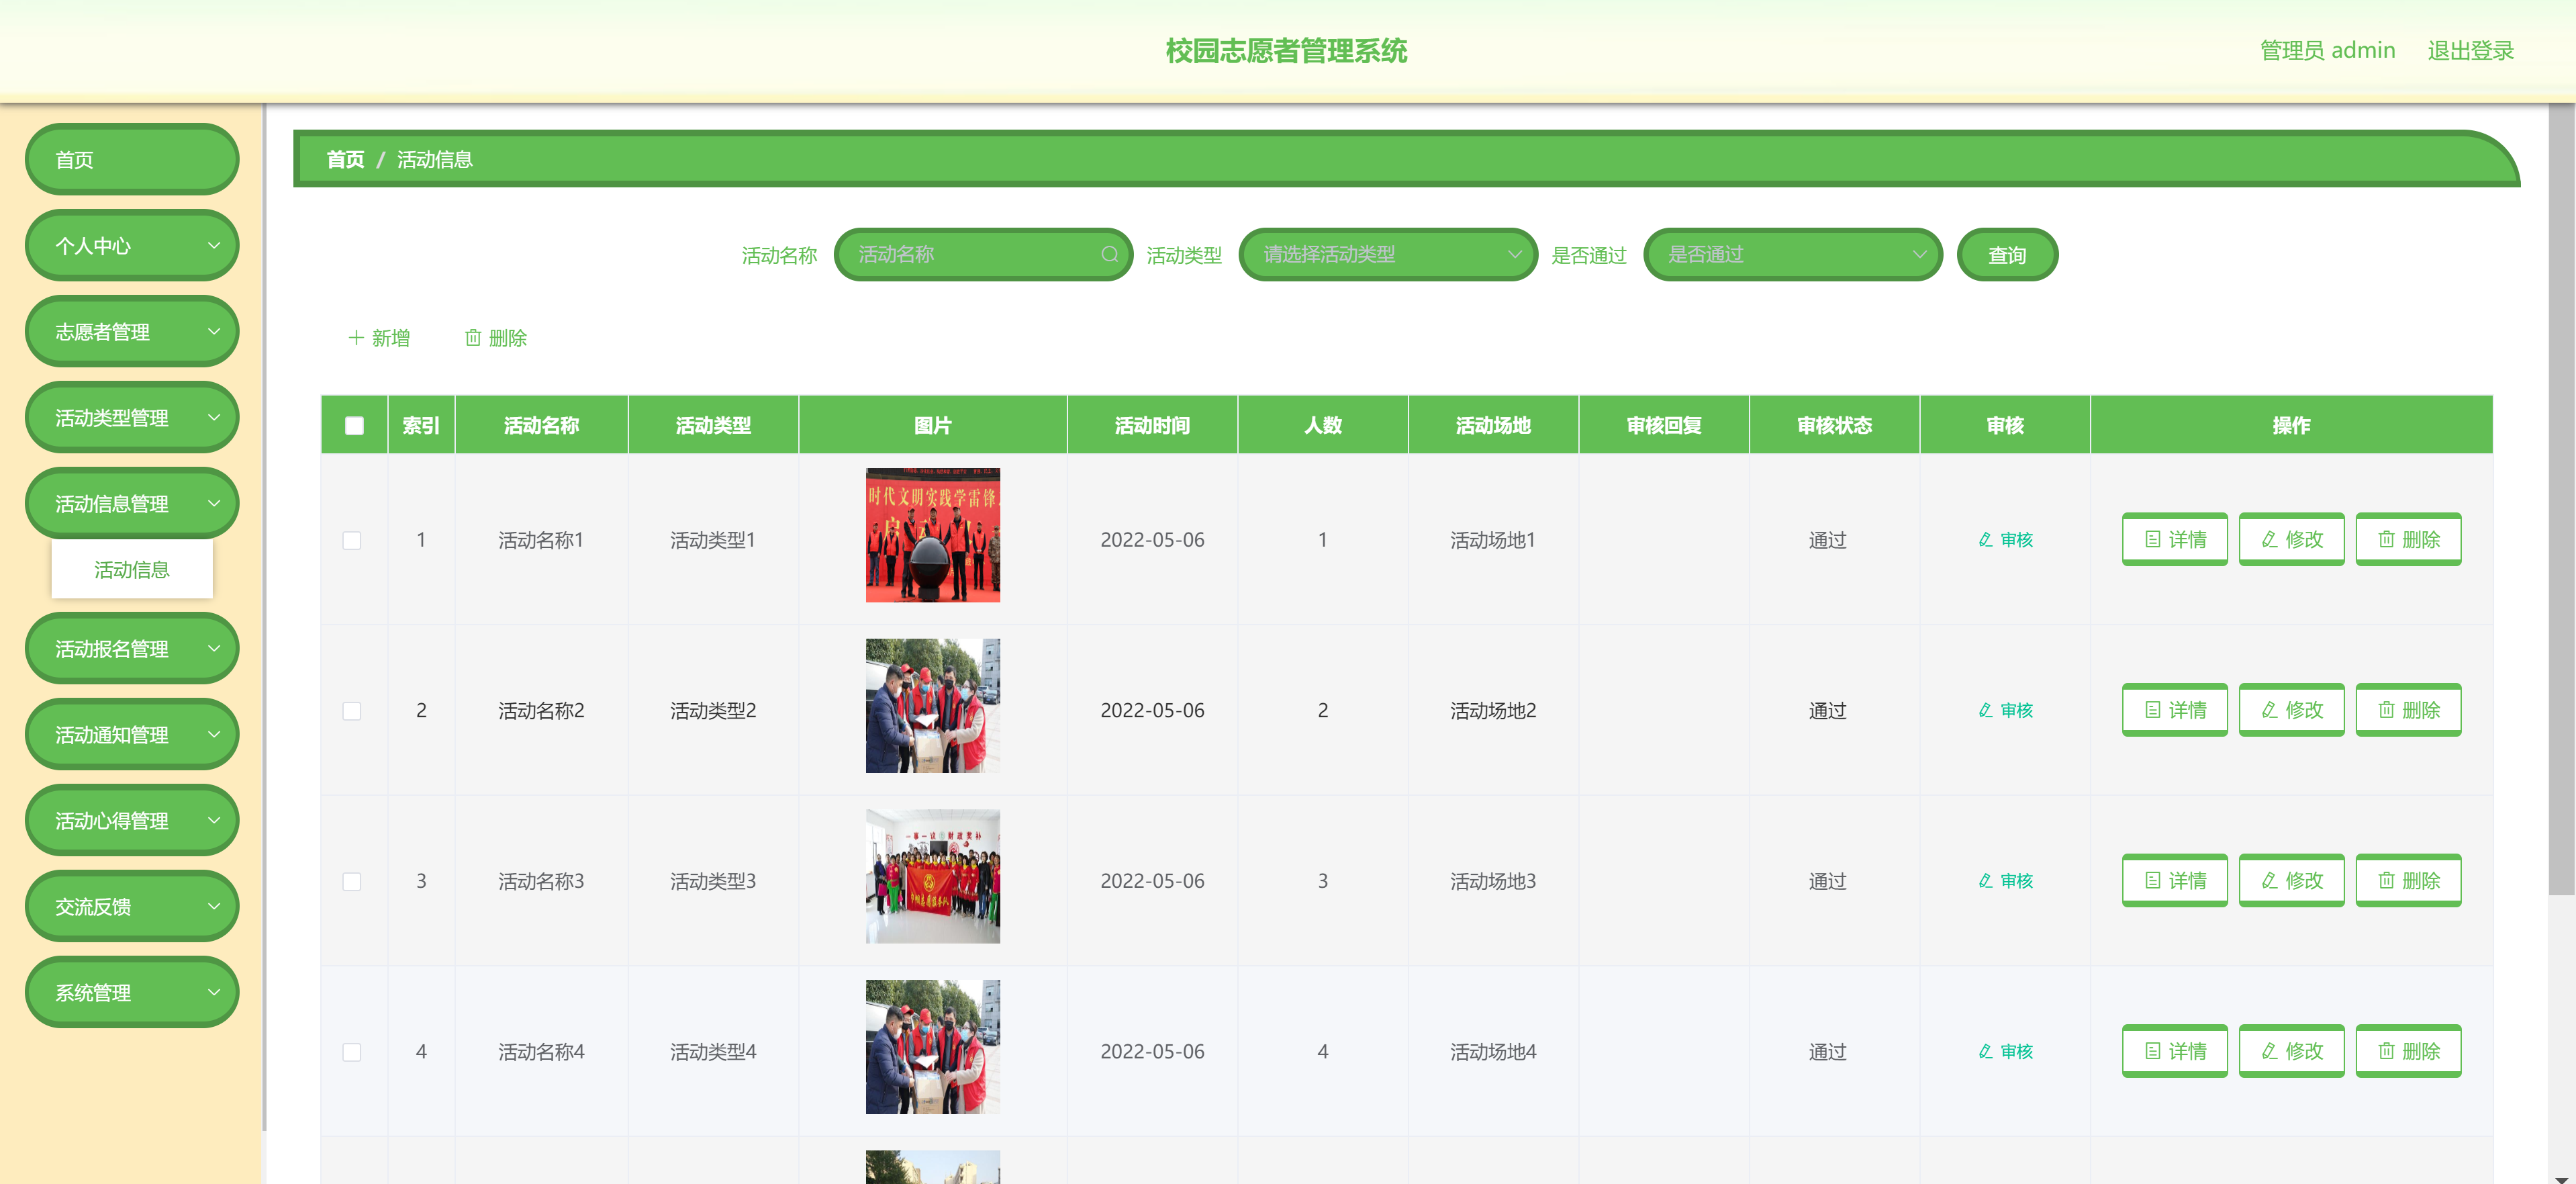 校园志愿者管理系统
管理员 admin 退出登录
首页
个人中心
志愿者管理
活动类型管理
活动信息管理
活动信息
活动报名管理
活动通知管理
活动心得管理
交流反馈
系统管理
首页 / 活动信息
活动名称 活动名称 活动类型 请选择活动类型 是否通过 是否通过 查询
新增 删除
索引 活动名称 活动类型 图片 活动时间 人数 活动场地 审核回复 审核状态 审核 操作
时代文明实践学雷锋
1 活动名称1 活动类型1 2022-05-06 1 活动场地1 通过 审核 详情 修改 删除
2 活动名称2 活动类型2 2022-05-06 2 活动场地2 通过 审核 详情 修改 删除
一事一议 财政奖补
3 活动名称3 活动类型3 2022-05-06 3 活动场地3 通过 审核 详情 修改 删除
4 活动名称4 活动类型4 2022-05-06 4 活动场地4 通过 审核 详情 修改 删除